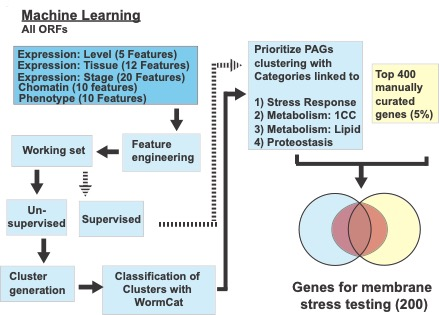 Machine Learning
All ORFs
Expression: Level (5 Features)
Expression: Tissue (12 Features)
Expression: Stage (20 Features)
Chomatin (10 features)
Phenotype (10 Features)
Working set
Feature
engineering
Un-
supervised
Supervised
Cluster
generation
Classification of
Clusters with
WormCat
Prioritize PAGs
clustering with
Categories linked to
1) Stress Response
2) Metabolism: 1CC
3) Metabolism: Lipid
4) Proteostasis
Top 400
manually
curated
genes (5%)
Genes for membrane
stress testing (200)